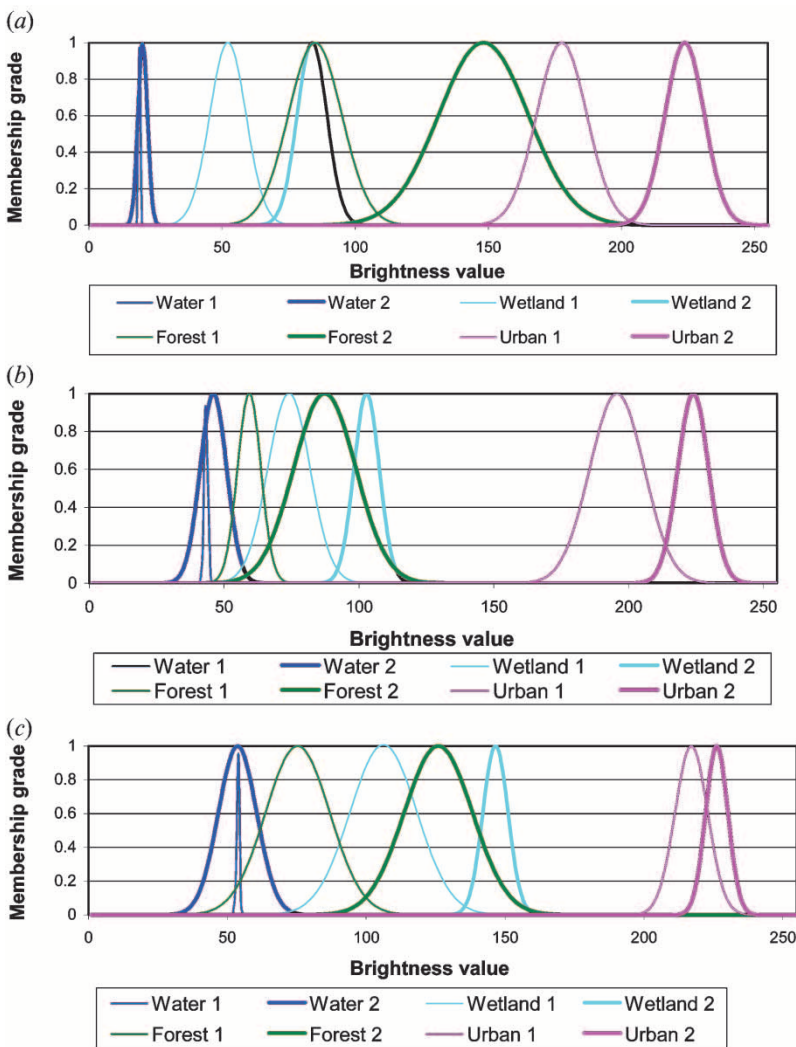 (a)
1
0.8
0.6
0.4
0.2
0
Membership grade
0 50 100 150 200 250
Brightness value
Water 1 Water 2 Wetland 1 Wetland 2
Forest 1 Forest 2 Urban 1 Urban 2
(b)
1
0.8
0.6
0.4
0.2
0
Membership grade
0 50 100 150 200 250
Brightness value
Water 1 Water 2 Wetland 1 Wetland 2
Forest 1 Forest 2 Urban 1 Urban 2
(c)
1
0.8
0.6
0.4
0.2
0
Membership grade
0 50 100 150 200 250
Brightness value
Water 1 Water 2 Wetland 1 Wetland 2
Forest 1 Forest 2 Urban 1 Urban 2